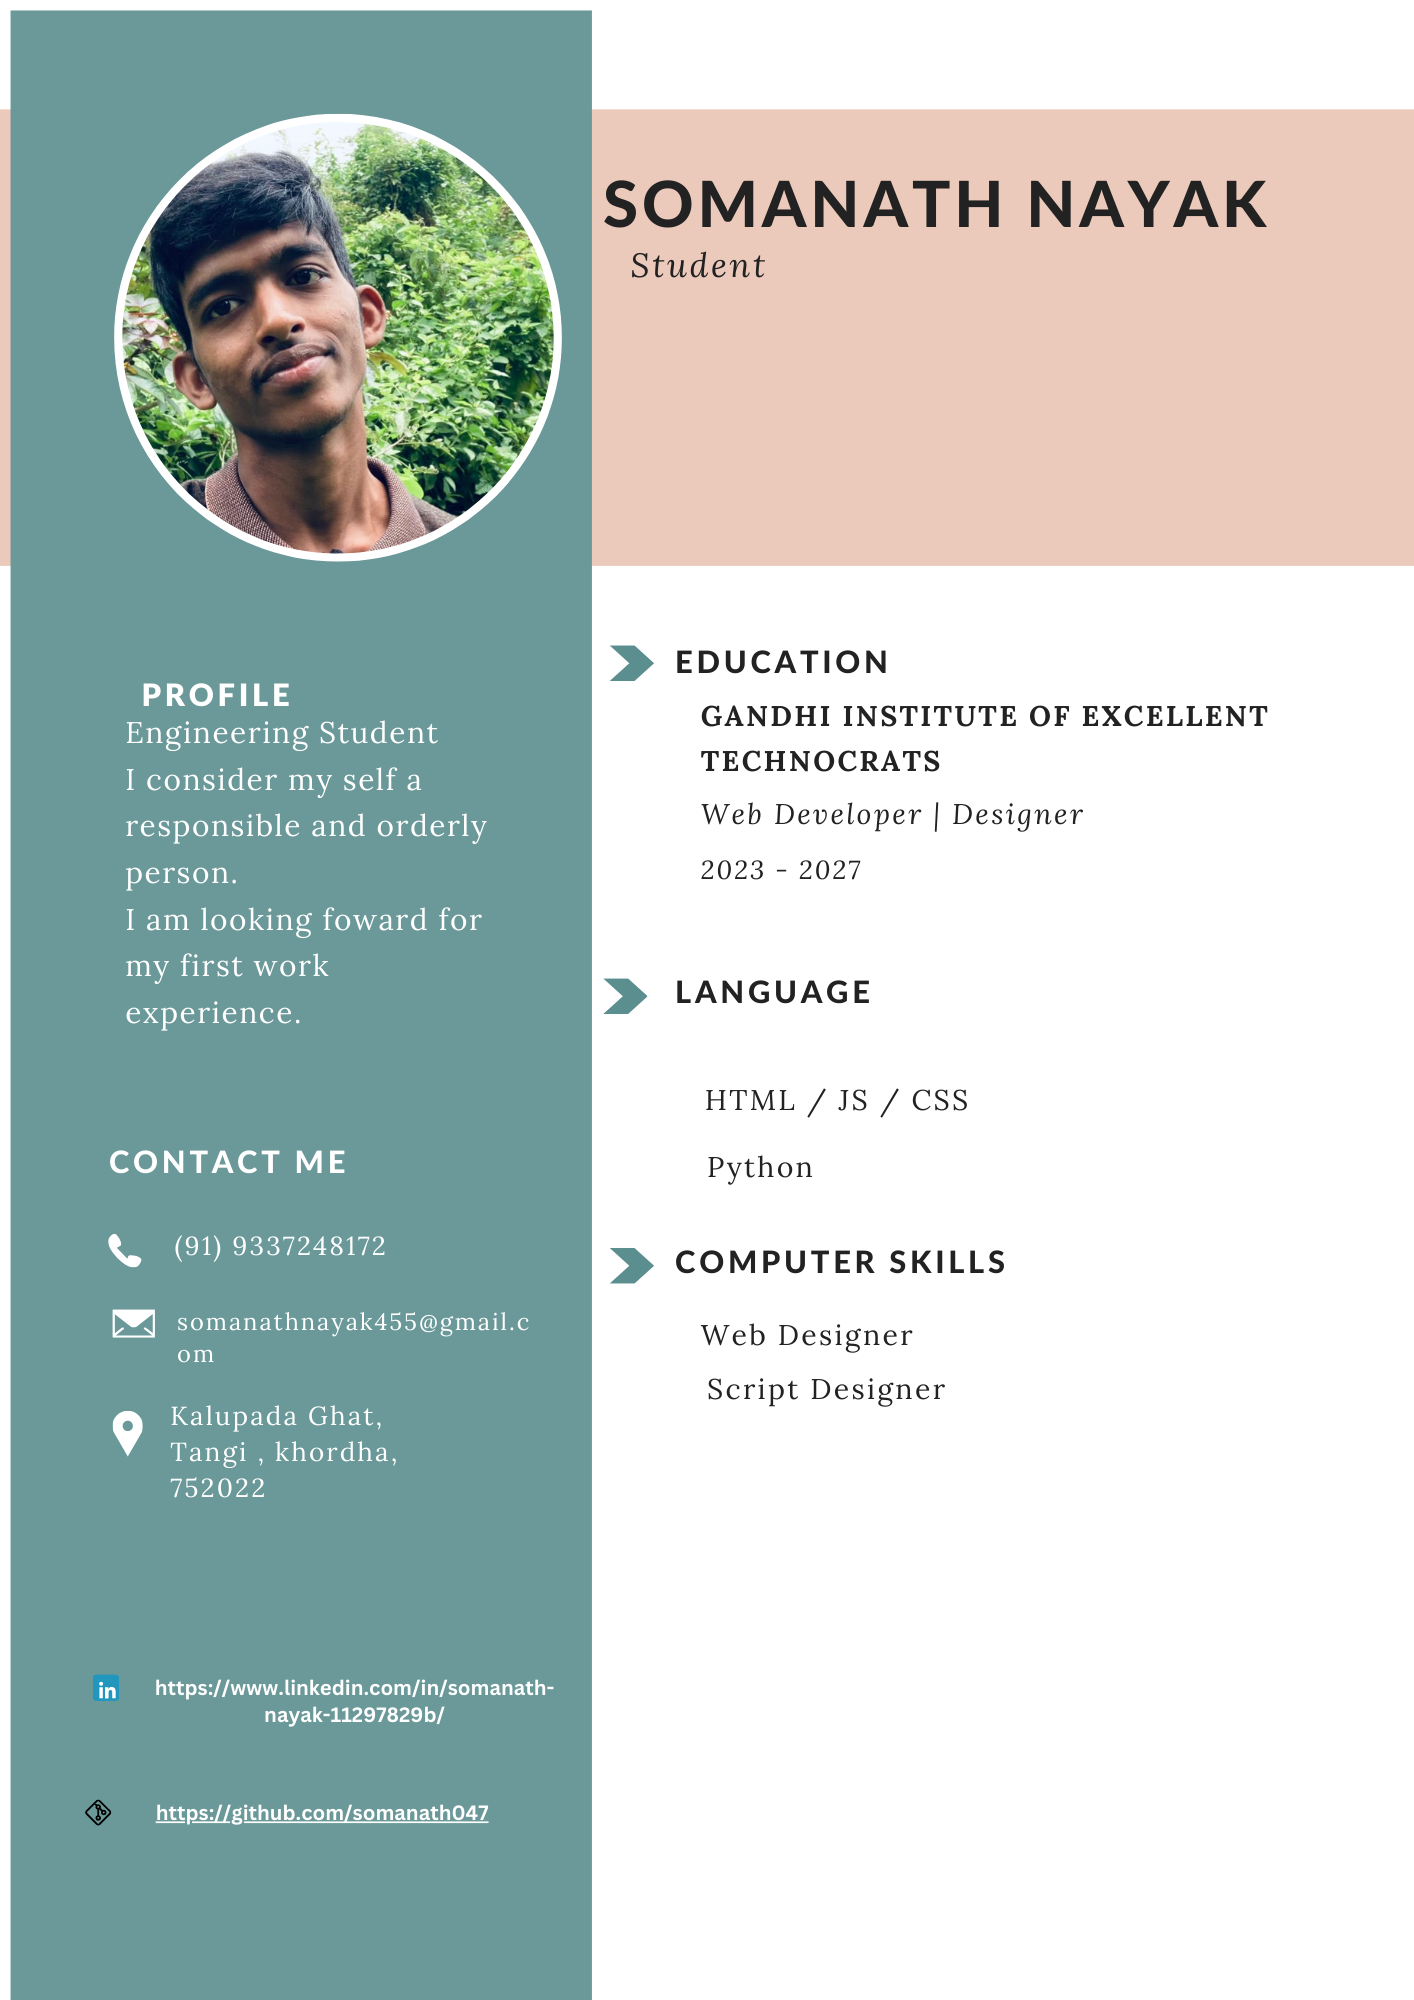 SOMANATH NAYAK
Student
PROFILE
Engineering Student
I consider my self a
responsible and orderly
person.
I am looking foward for
my first work
experience.
CONTACT ME
(91) 9337248172
somanathnayak455@gmail.c
om
Kalupada Ghat,
Tangi , khordha,
752022
in
https://www.linkedin.com/in/somanath-
nayak-11297829b/
https://github.com/somanath047
EDUCATION
GANDHI INSTITUTE OF EXCELLENT
TECHNOCRATS
Web Developer | Designer
2023 - 2027
LANGUAGE
HTML / JS / CSS
Python
COMPUTER SKILLS
Web Designer
Script Designer